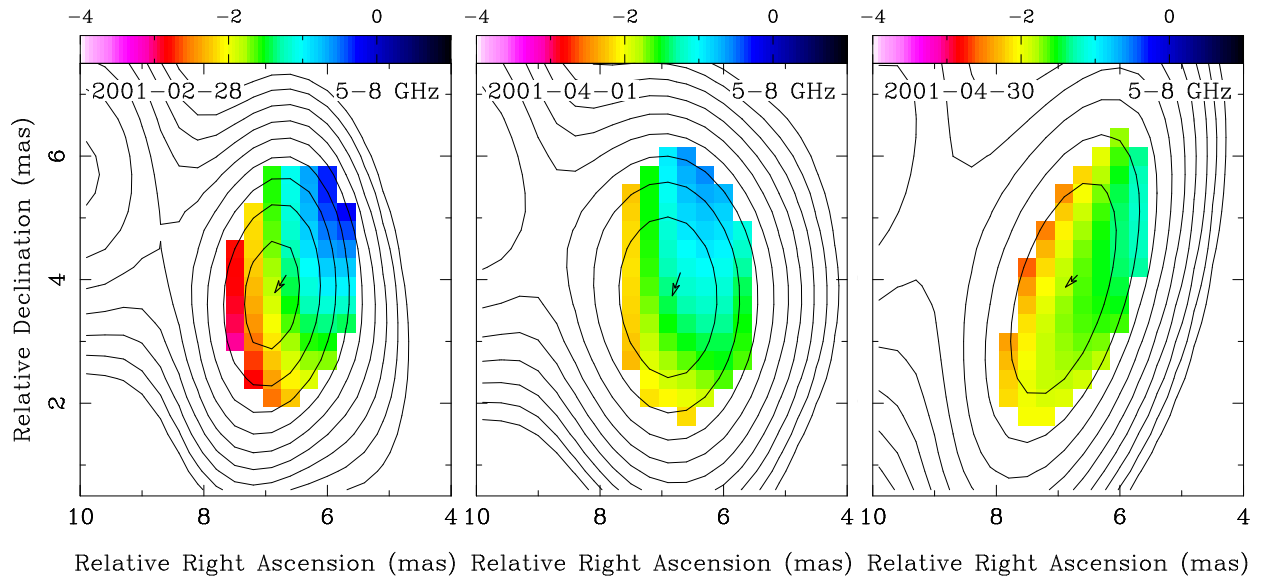 −4 −2 0 −4 −2 0 −4 −2 0
2001−02−28 5−8 GHz 2001−04−01 5−8 GHz 2001−04−30 5−8 GHz
Relative Declination (mas)
6
4
2
10 8 6 4 10 8 6 4 10 8 6 4
Relative Right Ascension (mas) Relative Right Ascension (mas) Relative Right Ascension (mas)